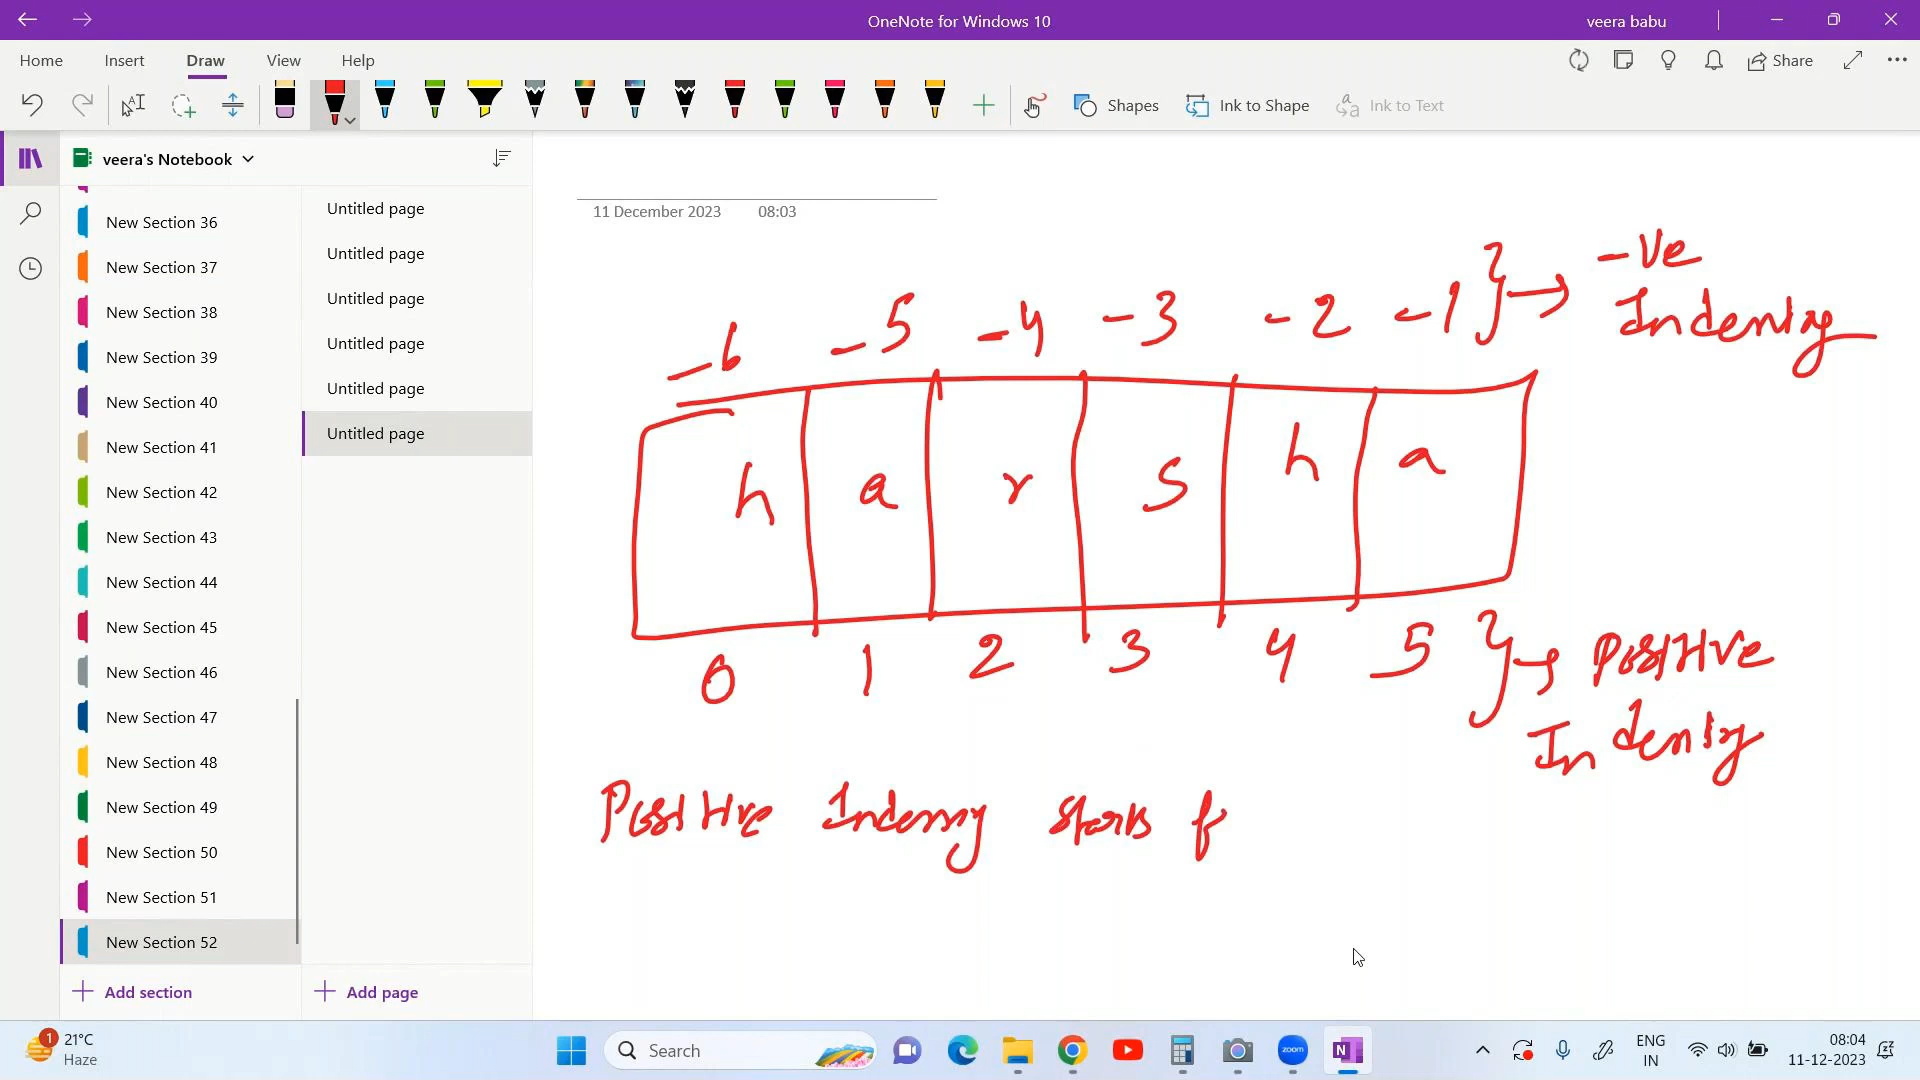 OneNote for Windows 10
veera babu
Home Insert Draw View Help
Share
Shapes Ink to Shape Ink to Text
veera's Notebook
New Section 36
New Section 37
New Section 38
New Section 39
New Section 40
New Section 41
New Section 42
New Section 43
New Section 44
New Section 45
New Section 46
New Section 47
New Section 48
New Section 49
New Section 50
New Section 51
New Section 52
Add section
Untitled page
Untitled page
Untitled page
Untitled page
Untitled page
Untitled page
Add page
11 December 2023 08:03
-6 -5 -4 -3 -2 -1 } → -ve
Indexing
h a r s h a
0 1 2 3 4 5 } → Positive
Indexing
Positive Indexing starts f
1 21°C
Haze
Search
zoom
N
ENG
IN
08:04
11-12-2023